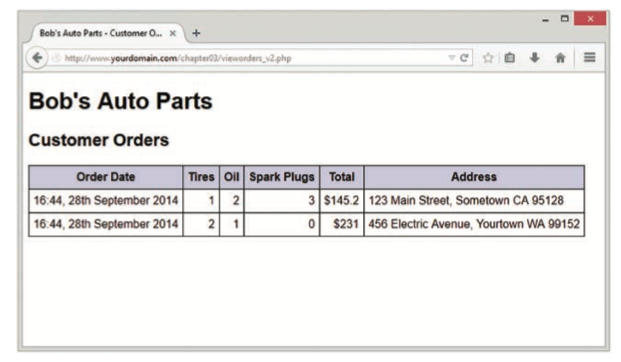 Bob's Auto Parts - Customer O... × +
http://www.yourdomain.com/chapter03/vieworders_v2.php
Bob's Auto Parts
Customer Orders
Order Date Tires Oil Spark Plugs Total Address
16:44, 28th September 2014 1 2 3 $145.2 123 Main Street, Sometown CA 95128
16:44, 28th September 2014 2 1 0 $231 456 Electric Avenue, Yourtown WA 99152